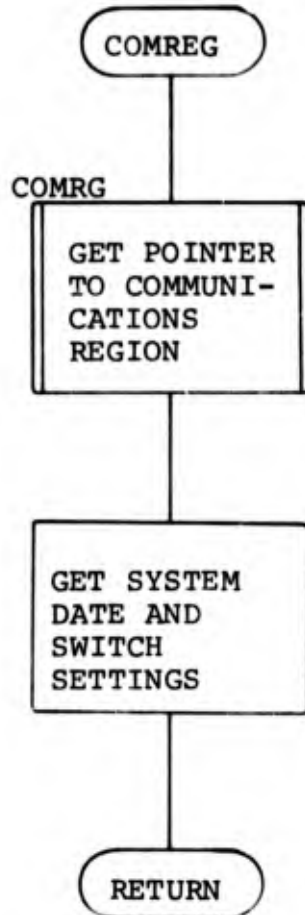 COMREG
COMRG
GET POINTER
TO COMMUNI-
CATIONS
REGION
GET SYSTEM
DATE AND
SWITCH
SETTINGS
RETURN